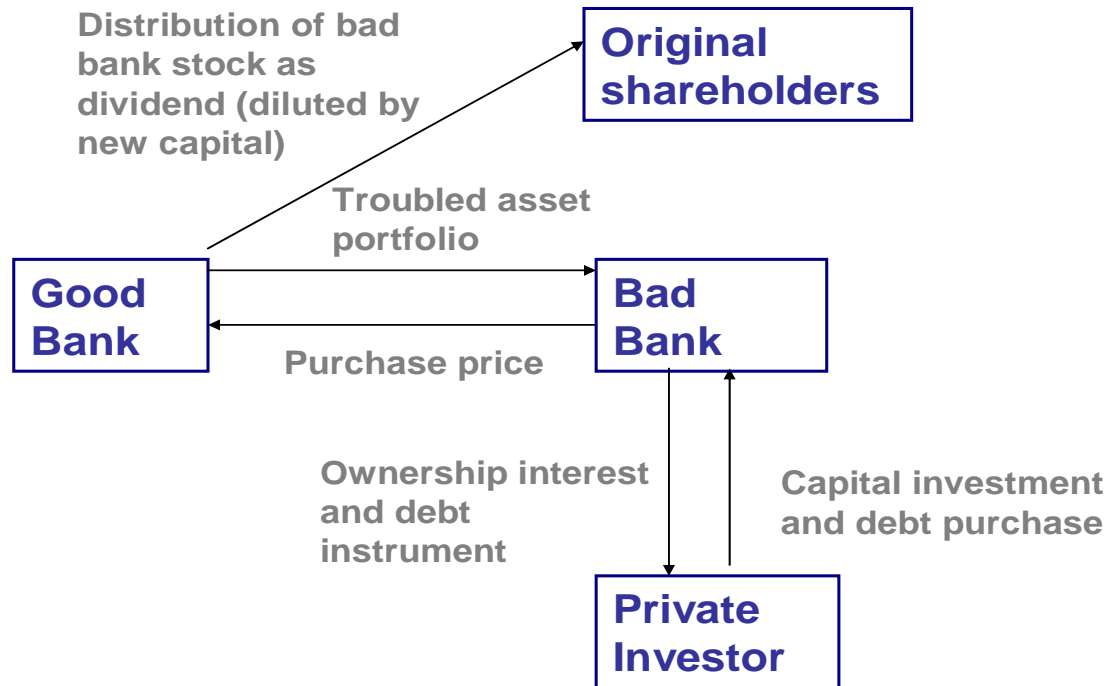 Distribution of bad
bank stock as
dividend (diluted by
new capital)
Original
shareholders
Troubled asset
portfolio
Good
Bank
Bad
Bank
Purchase price
Ownership interest
and debt
instrument
Capital investment
and debt purchase
Private
Investor